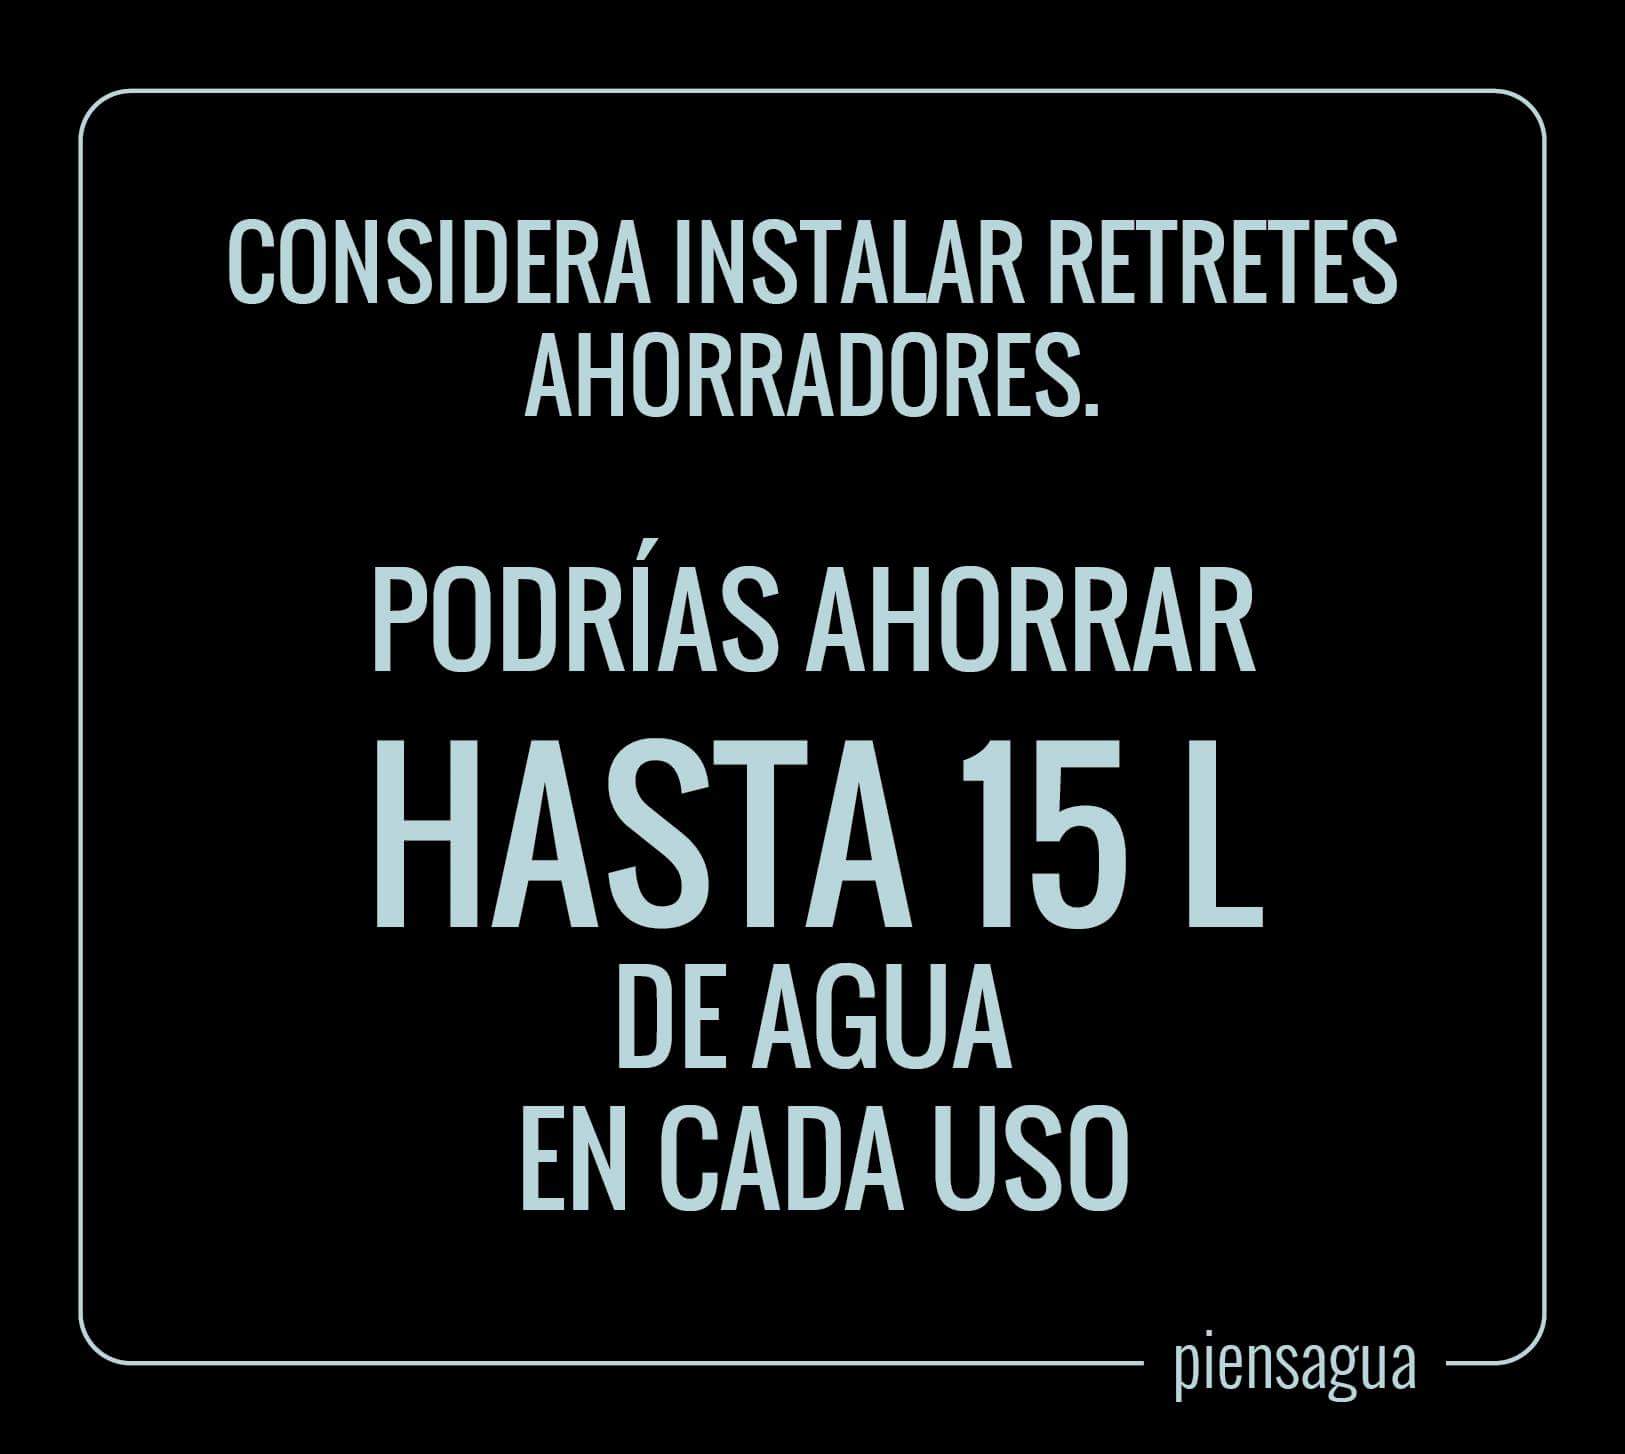 CONSIDERA INSTALAR RETRETES
AHORRADORES.
PODRÍAS AHORRAR
HASTA 15 L
DE AGUA
EN CADA USO
piensagua